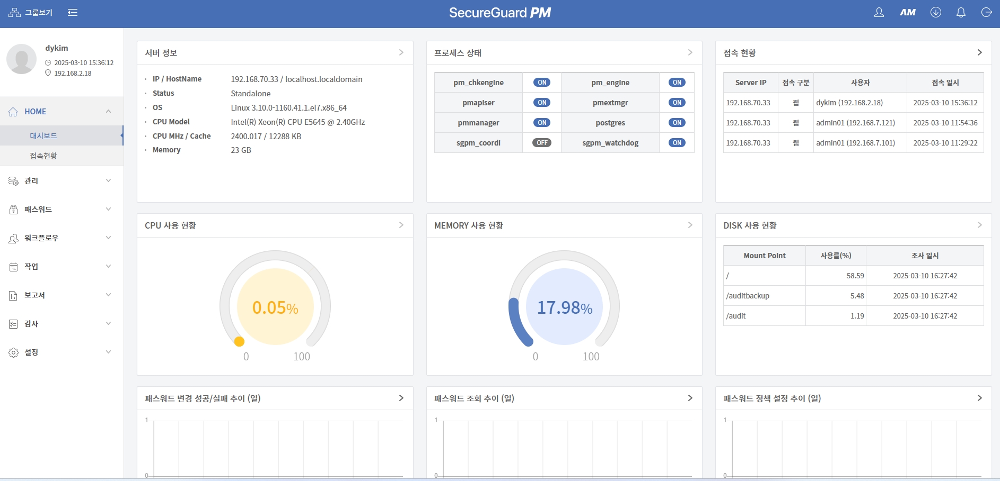 그룹보기
SecureGuard PM
AM
dykim
2025-03-10 15:36:12
192.168.2.18
HOME
대시보드
접속현황
관리
패스워드
워크플로우
작업
보고서
감사
설정
서버 정보
IP / HostName 192.168.70.33 / localhost.localdomain
Status Standalone
OS Linux 3.10.0-1160.41.1.el7.x86_64
CPU Model Intel(R) Xeon(R) CPU E5645 @ 2.40GHz
CPU MHz / Cache 2400.017 / 12288 KB
Memory 23 GB
프로세스 상태
pm_chkengine ON pm_engine ON
pmapiser ON pmextmgr ON
pmmanager ON postgres ON
sgpm_coordi OFF sgpm_watchdog ON
접속 현황
Server IP 접속 구분 사용자 접속 일시
192.168.70.33 웹 dykim (192.168.2.18) 2025-03-10 15:36:12
192.168.70.33 웹 admin01 (192.168.7.121) 2025-03-10 11:54:36
192.168.70.33 웹 admin01 (192.168.7.101) 2025-03-10 11:29:22
CPU 사용 현황
0.05%
0 100
MEMORY 사용 현황
17.98%
0 100
DISK 사용 현황
Mount Point 사용률(%) 조사 일시
/ 58.59 2025-03-10 16:27:42
/auditbackup 5.48 2025-03-10 16:27:42
/audit 1.19 2025-03-10 16:27:42
패스워드 변경 성공/실패 추이 (일)
1
0
패스워드 조회 추이 (일)
1
0
패스워드 정책 설정 추이 (일)
1
0